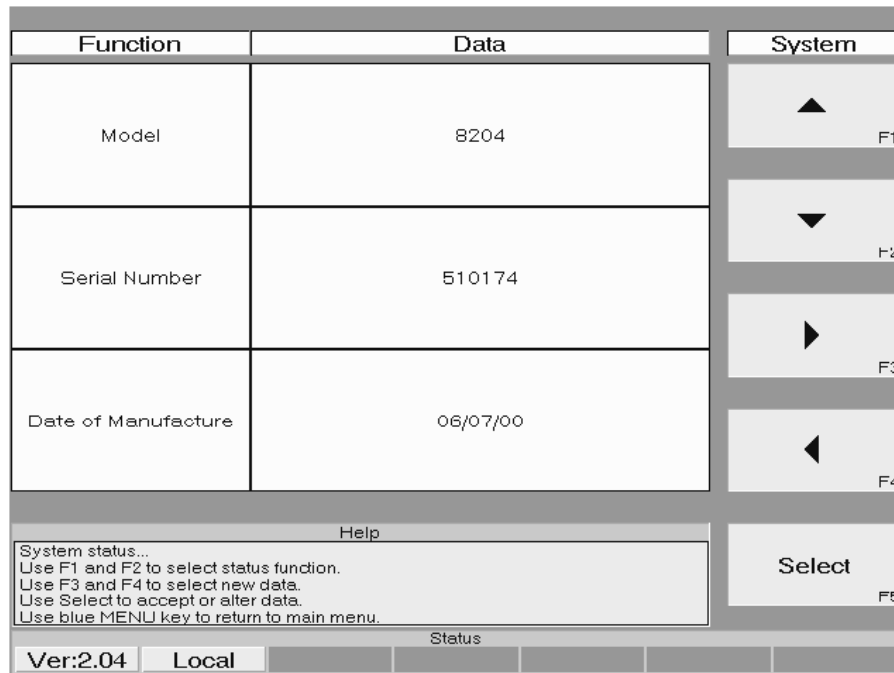 Function Data System
Model 8204
F1
Serial Number 510174
F2
F3
Date of Manufacture 06/07/00
F4
Help
System status...
Use F1 and F2 to select status function.
Use F3 and F4 to select new data.
Use Select to accept or alter data.
Use blue MENU key to return to main menu.
Select
F5
Status
Ver:2.04 Local